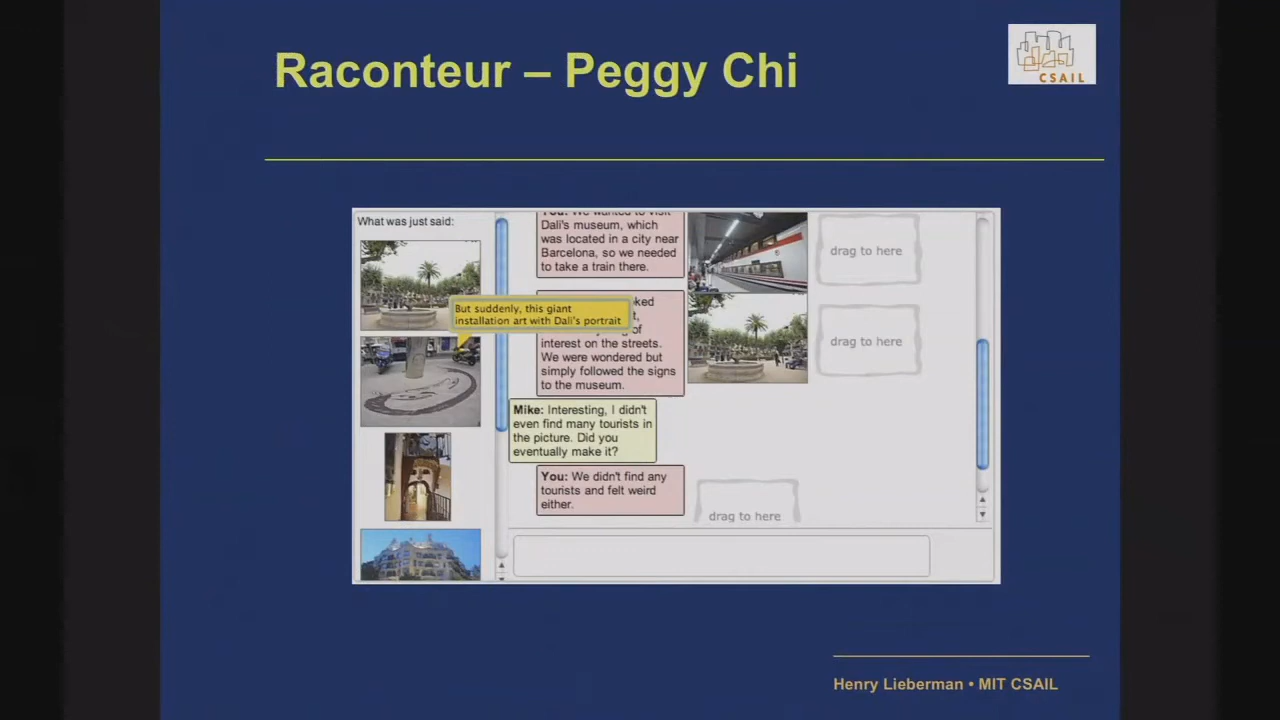 Raconteur – Peggy Chi
CSAIL
What was just said:
You: We wanted to visit
Dali's museum, which
was located in a city near
Barcelona, so we needed
to take a train there.
drag to here
But suddenly, this giant
installation art with Dali's portrait
of
interest on the streets.
We were wondered but
simply followed the signs
to the museum.
drag to here
Mike: Interesting, I didn't
even find many tourists in
the picture. Did you
eventually make it?
You: We didn't find any
tourists and felt weird
either.
drag to here
Henry Lieberman • MIT CSAIL